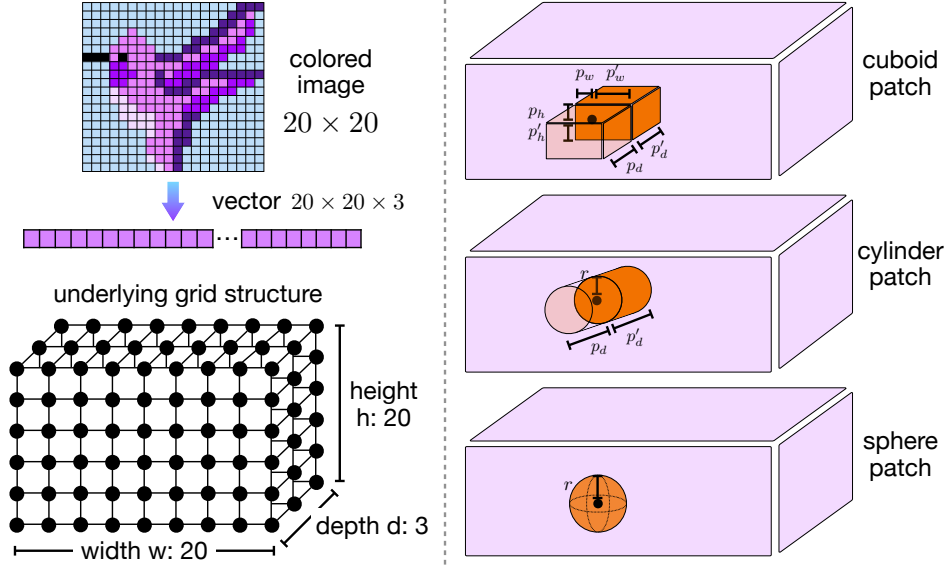 colored
image
20 × 20
vector 20 × 20 × 3
...
underlying grid structure
height
h: 20
depth d: 3
width w: 20
cuboid
patch
p_w p'_w
p_h
p'_h
p_d p'_d
cylinder
patch
r
p_d p'_d
sphere
patch
r